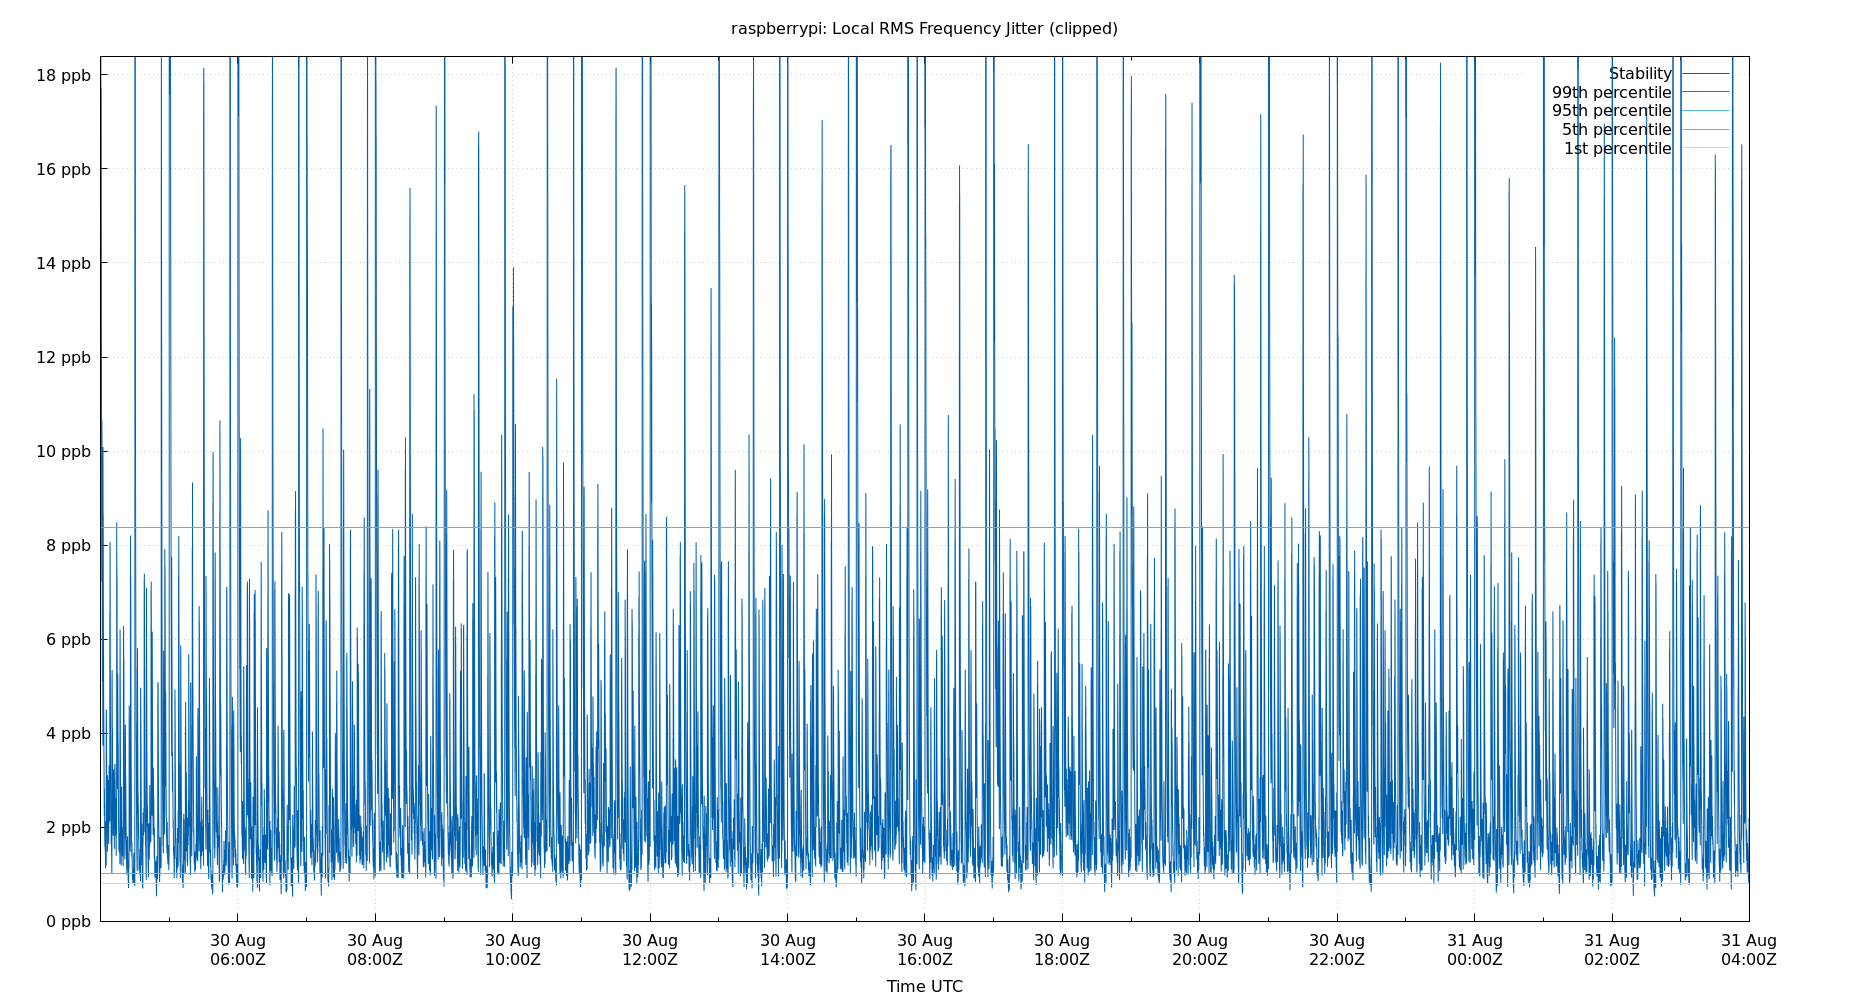 raspberrypi: Local RMS Frequency Jitter (clipped)
18 ppb
16 ppb
14 ppb
12 ppb
10 ppb
8 ppb
6 ppb
4 ppb
2 ppb
0 ppb
Stability
99th percentile
95th percentile
5th percentile
1st percentile
30 Aug 30 Aug 30 Aug 30 Aug 30 Aug 30 Aug 30 Aug 30 Aug 30 Aug 31 Aug 31 Aug 31 Aug
06:00Z 08:00Z 10:00Z 12:00Z 14:00Z 16:00Z 18:00Z 20:00Z 22:00Z 00:00Z 02:00Z 04:00Z
Time UTC